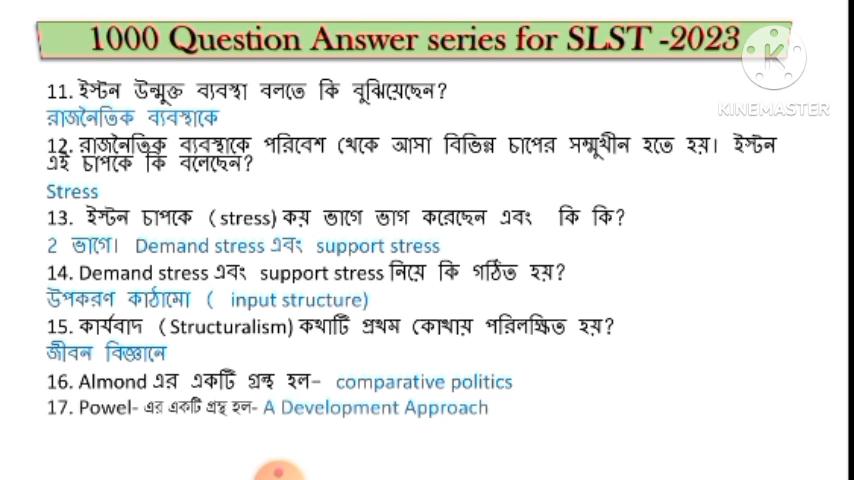 1000 Question Answer series for SLST -2023
KINEMASTER
11. ইস্টন উন্মুক্ত ব্যবস্থা বলতে কি বুঝিয়েছেন?
রাজনৈতিক ব্যবস্থাকে
12. রাজনৈতিক ব্যবস্থাকে পরিবেশ থেকে আসা বিভিন্ন চাপের সম্মুখীন হতে হয়। ইস্টন
এই চাপকে কি বলেছেন?
Stress
13. ইস্টন চাপকে ( stress) কয় ভাগে ভাগ করেছেন এবং কি কি?
2 ভাগে। Demand stress এবং support stress
14. Demand stress এবং support stress নিয়ে কি গঠিত হয়?
উপকরণ কাঠামো ( input structure)
15. কার্যবাদ (Structuralism) কথাটি প্রথম কোথায় পরিলক্ষিত হয়?
জীবন বিজ্ঞানে
16. Almond এর একটি গ্রন্থ হল– comparative politics
17. Powel- এর একটি গ্রন্থ হল- A Development Approach